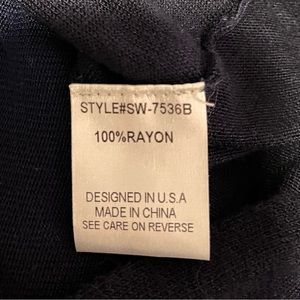 STYLE#SW-7536B
100%RAYON
DESIGNED IN U.S.A
MADE IN CHINA
SEE CARE ON REVERSE